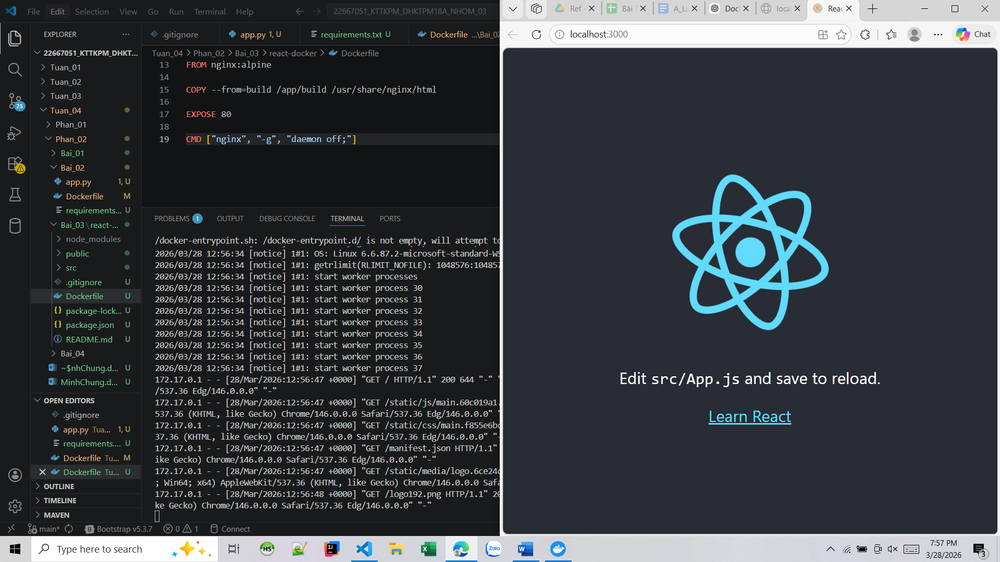 File Edit Selection View Go Run Terminal Help
22667051_KTTKPM_DHKTPM18A_NHOM_03
EXPLORER
22667051_KTTKPM_DHKT...
Tuan_01
Tuan_02
Tuan_03
Tuan_04
Phan_01
Phan_02
Bai_01
Bai_02
app.py 1, U
Dockerfile M
requirements... U
Bai_03\react-...
node_modules
public
src
.gitignore U
Dockerfile U
package-lock... U
package.json U
README.md U
Bai_04
~$nhChung.d... U
MinhChung.d... U
OPEN EDITORS
.gitignore
app.py Tua... 1, U
requirements.... U
Dockerfile Tu... M
Dockerfile Tu... U
OUTLINE
TIMELINE
MAVEN
25
.gitignore
app.py 1, U
requirements.txt U
Dockerfile ...\Bai_02
Tuan_04 > Phan_02 > Bai_03 > react-docker > Dockerfile
13 FROM nginx:alpine
14
15 COPY --from=build /app/build /usr/share/nginx/html
16
17 EXPOSE 80
18
19 CMD ["nginx", "-g", "daemon off;"]
PROBLEMS 1 OUTPUT DEBUG CONSOLE TERMINAL PORTS
/docker-entrypoint.sh: /docker-entrypoint.d/ is not empty, will attempt to
2026/03/28 12:56:34 [notice] 1#1: OS: Linux 6.6.87.2-microsoft-standard-WS
2026/03/28 12:56:34 [notice] 1#1: getrlimit(RLIMIT_NOFILE): 1048576:104857
2026/03/28 12:56:34 [notice] 1#1: start worker processes
2026/03/28 12:56:34 [notice] 1#1: start worker process 30
2026/03/28 12:56:34 [notice] 1#1: start worker process 31
2026/03/28 12:56:34 [notice] 1#1: start worker process 32
2026/03/28 12:56:34 [notice] 1#1: start worker process 33
2026/03/28 12:56:34 [notice] 1#1: start worker process 34
2026/03/28 12:56:34 [notice] 1#1: start worker process 35
2026/03/28 12:56:34 [notice] 1#1: start worker process 36
2026/03/28 12:56:34 [notice] 1#1: start worker process 37
172.17.0.1 - - [28/Mar/2026:12:56:47 +0000] "GET / HTTP/1.1" 200 644 "-" "
/537.36 Edg/146.0.0.0" "-"
172.17.0.1 - - [28/Mar/2026:12:56:47 +0000] "GET /static/js/main.60c019a1.
537.36 (KHTML, like Gecko) Chrome/146.0.0.0 Safari/537.36 Edg/146.0.0.0" "
172.17.0.1 - - [28/Mar/2026:12:56:47 +0000] "GET /static/css/main.f855e6bc
37.36 (KHTML, like Gecko) Chrome/146.0.0.0 Safari/537.36 Edg/146.0.0.0" "-
172.17.0.1 - - [28/Mar/2026:12:56:47 +0000] "GET /manifest.json HTTP/1.1"
ike Gecko) Chrome/146.0.0.0 Safari/537.36 Edg/146.0.0.0" "-"
172.17.0.1 - - [28/Mar/2026:12:56:47 +0000] "GET /static/media/logo.6ce24c
; Win64; x64) AppleWebKit/537.36 (KHTML, like Gecko) Chrome/146.0.0.0 Safa
172.17.0.1 - - [28/Mar/2026:12:56:48 +0000] "GET /logo192.png HTTP/1.1" 20
ke Gecko) Chrome/146.0.0.0 Safari/537.36 Edg/146.0.0.0" "-"
main* Bootstrap v5.3.7 0 1 Connect
Ref - Bài T A_La Doc loca Reac
localhost:3000
Chat
Edit src/App.js and save to reload.
Learn React
Type here to search
HS
IJ
Zalo
7:57 PM
3/28/2026
3